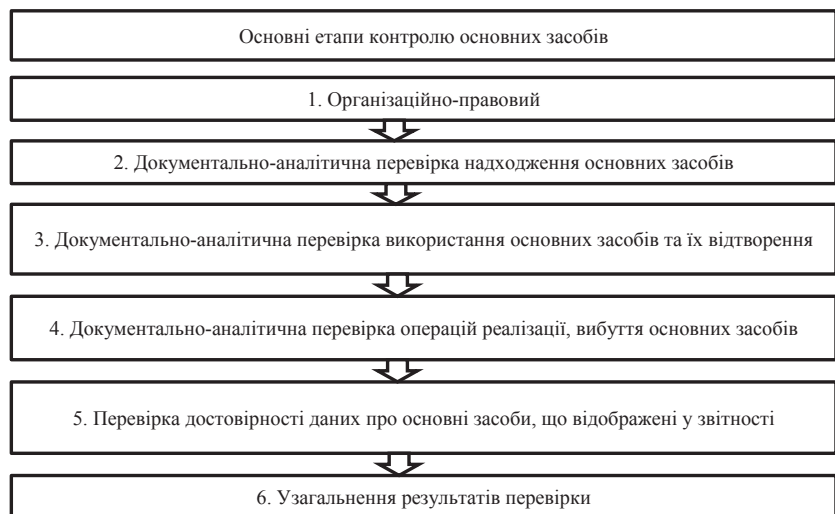 Основні етапи контролю основних засобів
1. Організаційно-правовий
2. Документально-аналітична перевірка надходження основних засобів
3. Документально-аналітична перевірка використання основних засобів та їх відтворення
4. Документально-аналітична перевірка операцій реалізації, вибуття основних засобів
5. Перевірка достовірності даних про основні засоби, що відображені у звітності
6. Узагальнення результатів перевірки